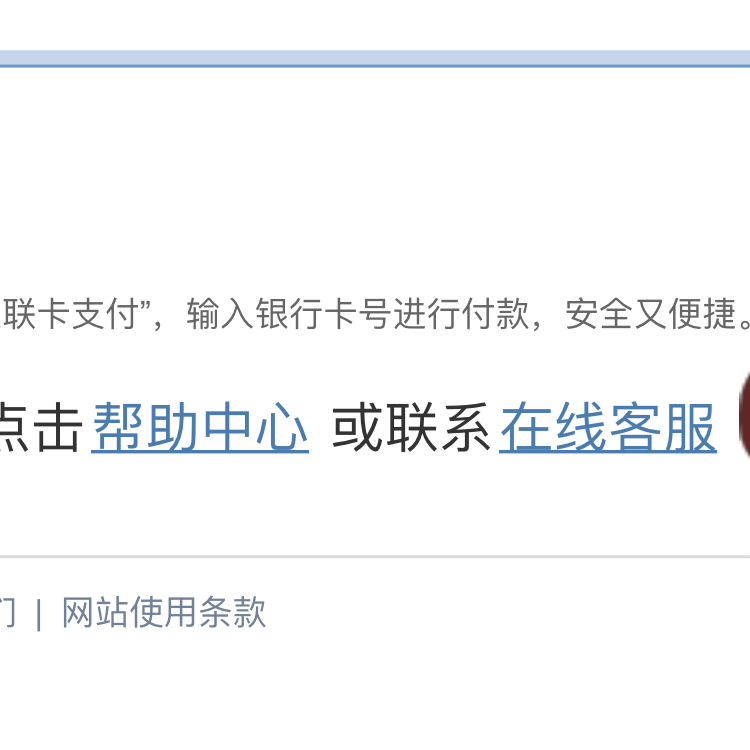 联卡支付”，输入银行卡号进行付款，安全又便捷。
点击帮助中心 或联系在线客服
们 | 网站使用条款